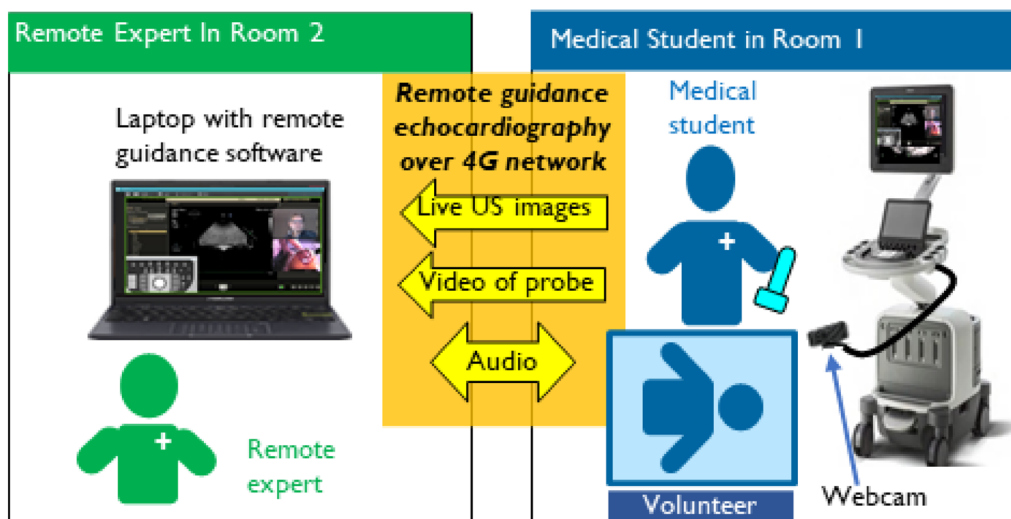 Remote Expert In Room 2
Medical Student in Room 1
Laptop with remote
guidance software
Remote guidance
echocardiography
over 4G network
Live US images
Video of probe
Audio
Medical
student
Remote
expert
Volunteer
Webcam